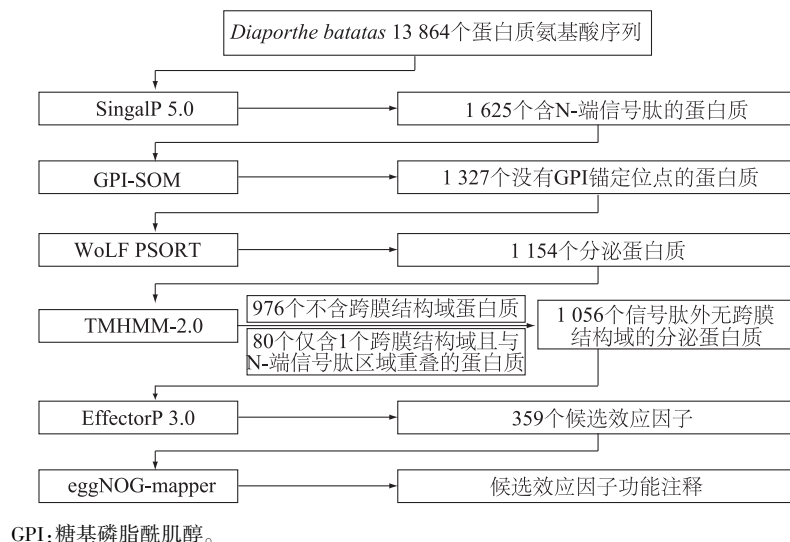 Diaporthe batatas 13 864个蛋白质氨基酸序列
SingalP 5.0
1 625个含N-端信号肽的蛋白质
GPI-SOM
1 327个没有GPI锚定位点的蛋白质
WoLF PSORT
1 154个分泌蛋白质
TMHMM-2.0
976个不含跨膜结构域蛋白质
80个仅含1个跨膜结构域且与
N-端信号肽区域重叠的蛋白质
1 056个信号肽外无跨膜
结构域的分泌蛋白质
EffectorP 3.0
359个候选效应因子
eggNOG-mapper
候选效应因子功能注释
GPI:糖基磷脂酰肌醇。